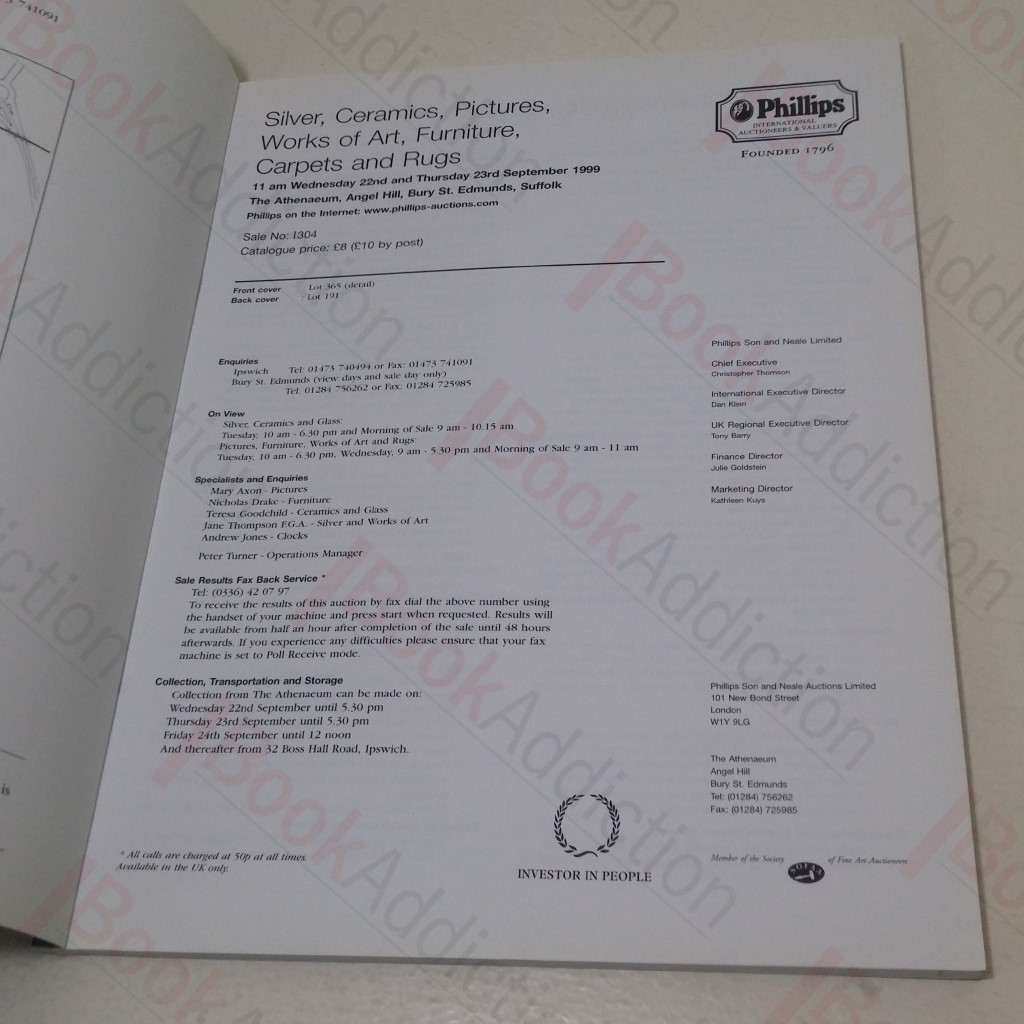 741091
is
Silver, Ceramics, Pictures,
Works of Art, Furniture,
Carpets and Rugs
11 am Wednesday 22nd and Thursday 23rd September 1999
The Athenaeum, Angel Hill, Bury St. Edmunds, Suffolk
Phillips on the Internet: www.phillips-auctions.com
Sale No: I304
Catalogue price: £8 (£10 by post)
Phillips
INTERNATIONAL
AUCTIONEERS & VALUERS
FOUNDED 1796
Front cover Lot 365 (detail)
Back cover Lot 191
Enquiries
Ipswich Tel: 01473 740494 or Fax: 01473 741091
Bury St. Edmunds (view days and sale day only)
Tel: 01284 756262 or Fax: 01284 725985
On View
Silver, Ceramics and Glass:
Tuesday, 10 am - 6.30 pm and Morning of Sale 9 am - 10.15 am
Pictures, Furniture, Works of Art and Rugs:
Tuesday, 10 am - 6.30 pm, Wednesday, 9 am - 5.30 pm and Morning of Sale 9 am - 11 am
Specialists and Enquiries
Mary Axon - Pictures
Nicholas Drake - Furniture
Teresa Goodchild - Ceramics and Glass
Jane Thompson F.G.A. - Silver and Works of Art
Andrew Jones - Clocks
Peter Turner - Operations Manager
Sale Results Fax Back Service *
Tel: (0336) 42 07 97
To receive the results of this auction by fax dial the above number using
the handset of your machine and press start when requested. Results will
be available from half an hour after completion of the sale until 48 hours
afterwards. If you experience any difficulties please ensure that your fax
machine is set to Poll Receive mode.
Collection, Transportation and Storage
Collection from The Athenaeum can be made on:
Wednesday 22nd September until 5.30 pm
Thursday 23rd September until 5.30 pm
Friday 24th September until 12 noon
And thereafter from 32 Boss Hall Road, Ipswich.
* All calls are charged at 50p at all times.
Available in the UK only.
INVESTOR IN PEOPLE
Phillips Son and Neale Limited
Chief Executive
Christopher Thomson
International Executive Director
Dan Klein
UK Regional Executive Director
Tony Barry
Finance Director
Julie Goldstein
Marketing Director
Kathleen Kuys
Phillips Son and Neale Auctions Limited
101 New Bond Street
London
W1Y 9LG
The Athenaeum
Angel Hill
Bury St. Edmunds
Tel: (01284) 756262
Fax: (01284) 725985
Member of the Society SOFAA of Fine Art Auctioneers
BookAddiction